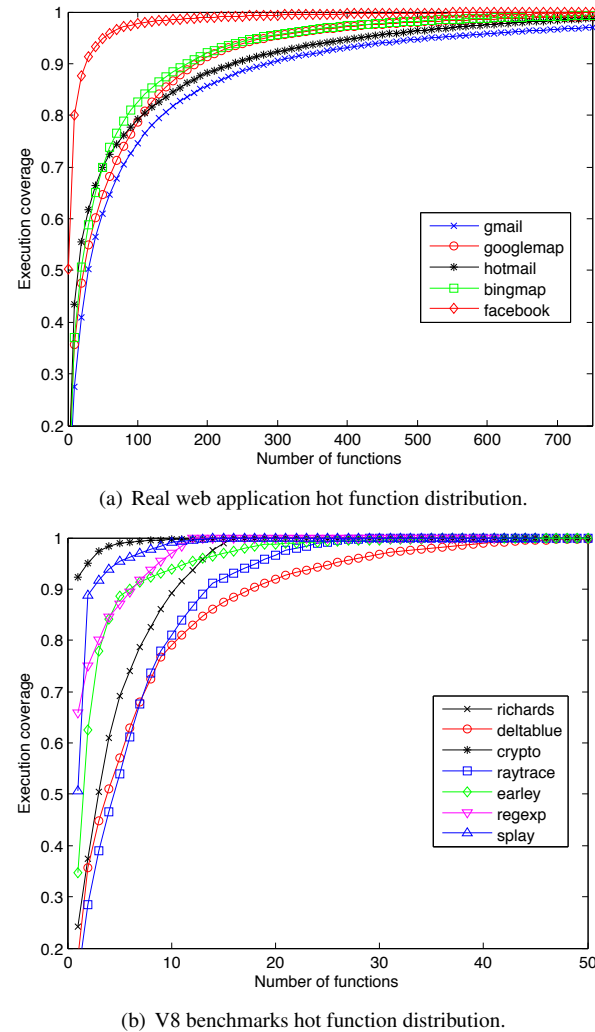 1
0.9
0.8
0.7
0.6
0.5
0.4
0.3
0.2
Execution coverage
0 100 200 300 400 500 600 700
Number of functions
gmail
googlemap
hotmail
bingmap
facebook
(a) Real web application hot function distribution.
1
0.9
0.8
0.7
0.6
0.5
0.4
0.3
0.2
Execution coverage
0 10 20 30 40 50
Number of functions
richards
deltablue
crypto
raytrace
earley
regexp
splay
(b) V8 benchmarks hot function distribution.